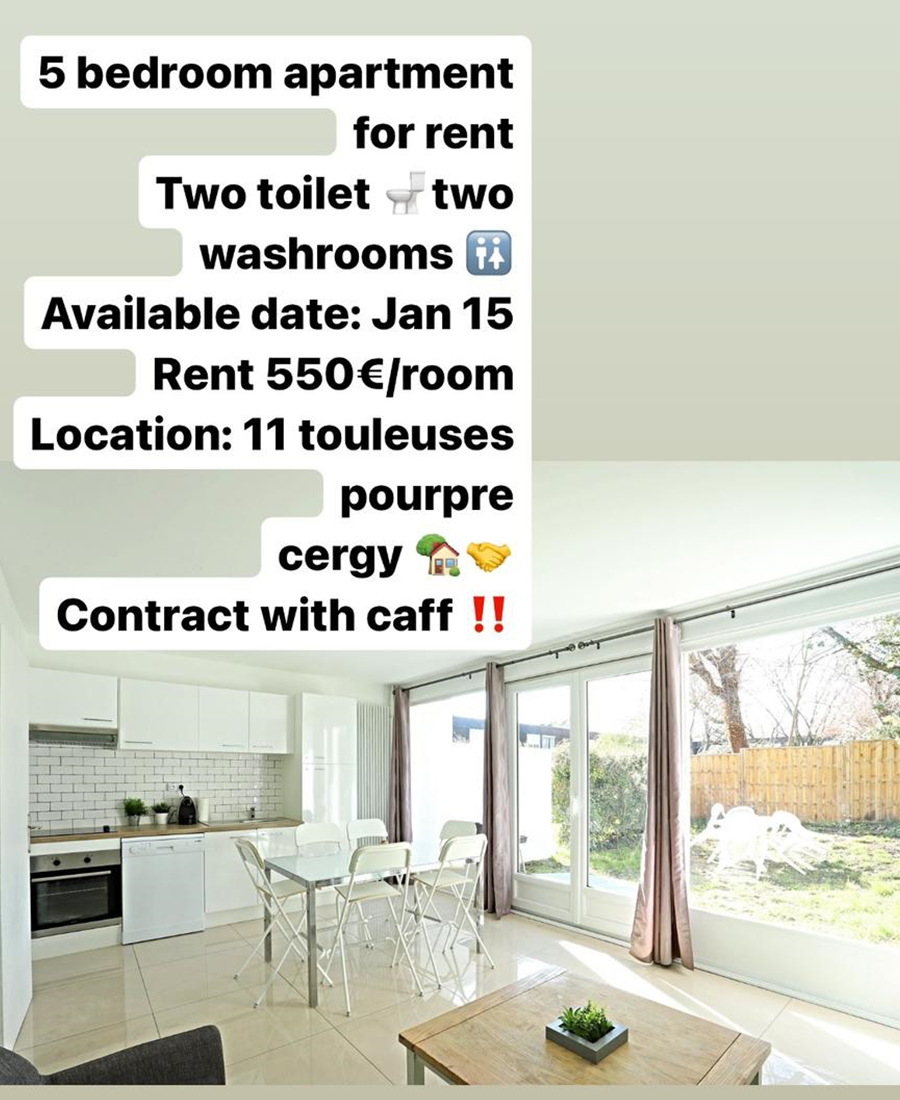 5 bedroom apartment
for rent
Two toilet 🚽 two
washrooms 🚻
Available date: Jan 15
Rent 550€/room
Location: 11 touleuses
pourpre
cergy 🏡🤝
Contract with caff ‼️